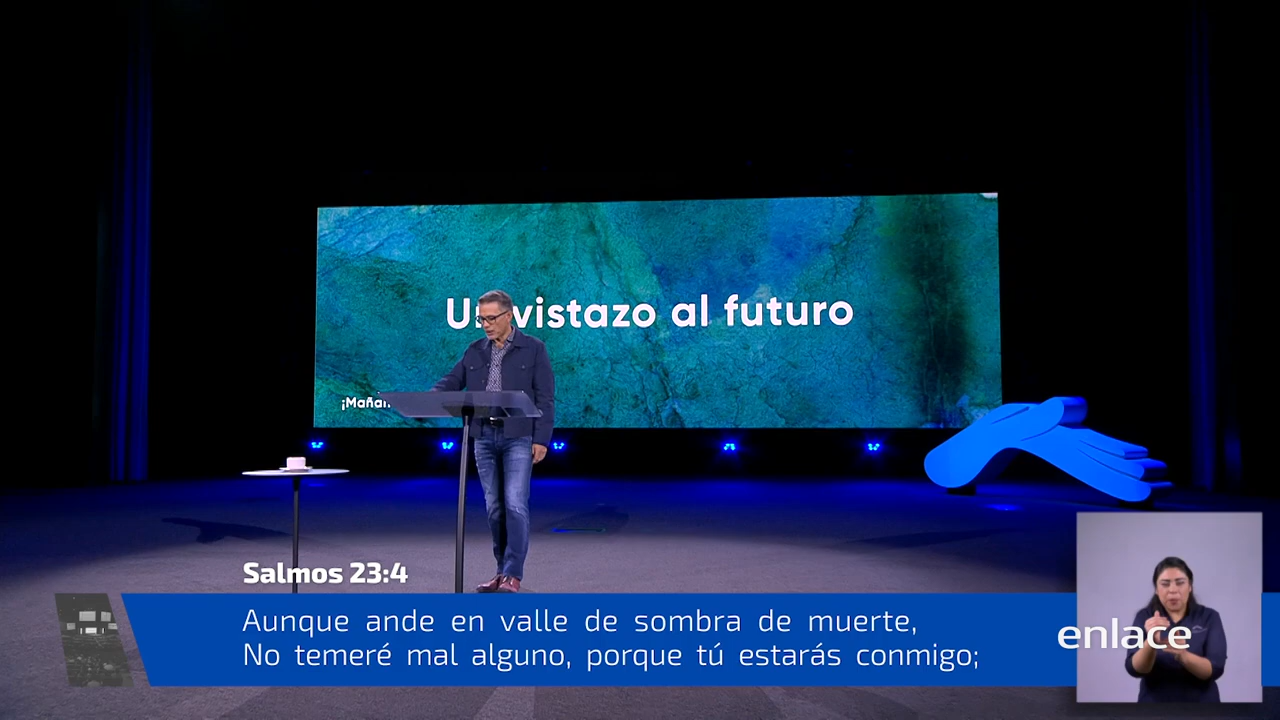 Un vistazo al futuro
¡Mañan
Salmos 23:4
Aunque ande en valle de sombra de muerte,
No temeré mal alguno, porque tú estarás conmigo;
enlace